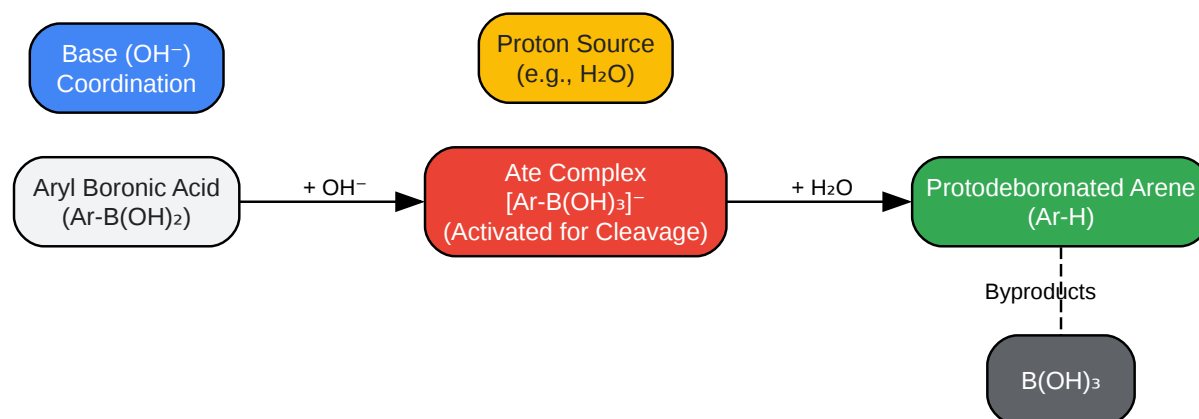 Base (OH⁻)
Coordination
Proton Source
(e.g., H₂O)
Aryl Boronic Acid
(Ar-B(OH)₂)
+ OH⁻
Ate Complex
[Ar-B(OH)₃]⁻
(Activated for Cleavage)
+ H₂O
Protodeboronated Arene
(Ar-H)
Byproducts
B(OH)₃